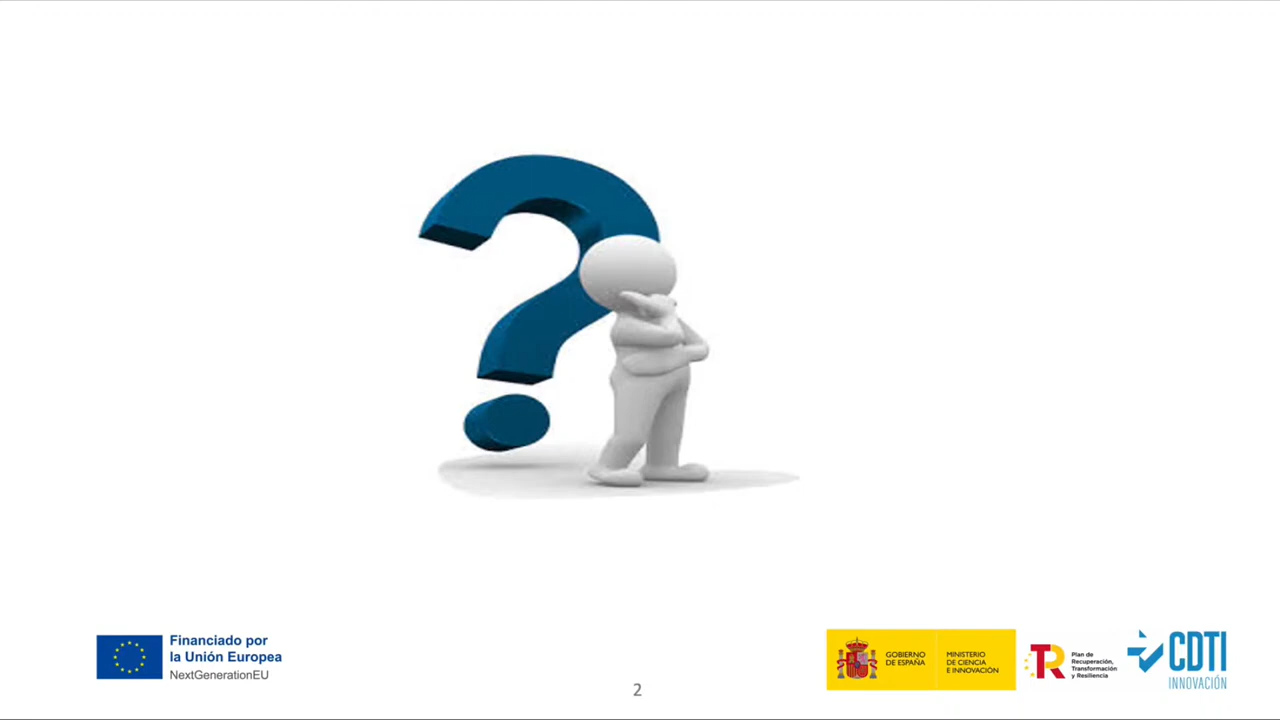 Financiado por
la Unión Europea
NextGenerationEU
2
GOBIERNO
DE ESPAÑA
MINISTERIO
DE CIENCIA
E INNOVACIÓN
TR
Plan de
Recuperación,
Transformación
y Resiliencia
CDTI
INNOVACIÓN